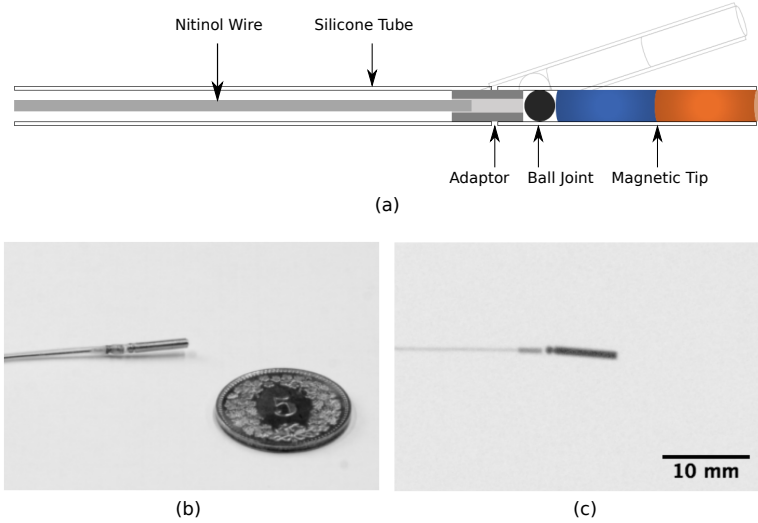 Nitinol Wire
Silicone Tube
Adaptor
Ball Joint
Magnetic Tip
(a)
5
10 mm
(b)
(c)